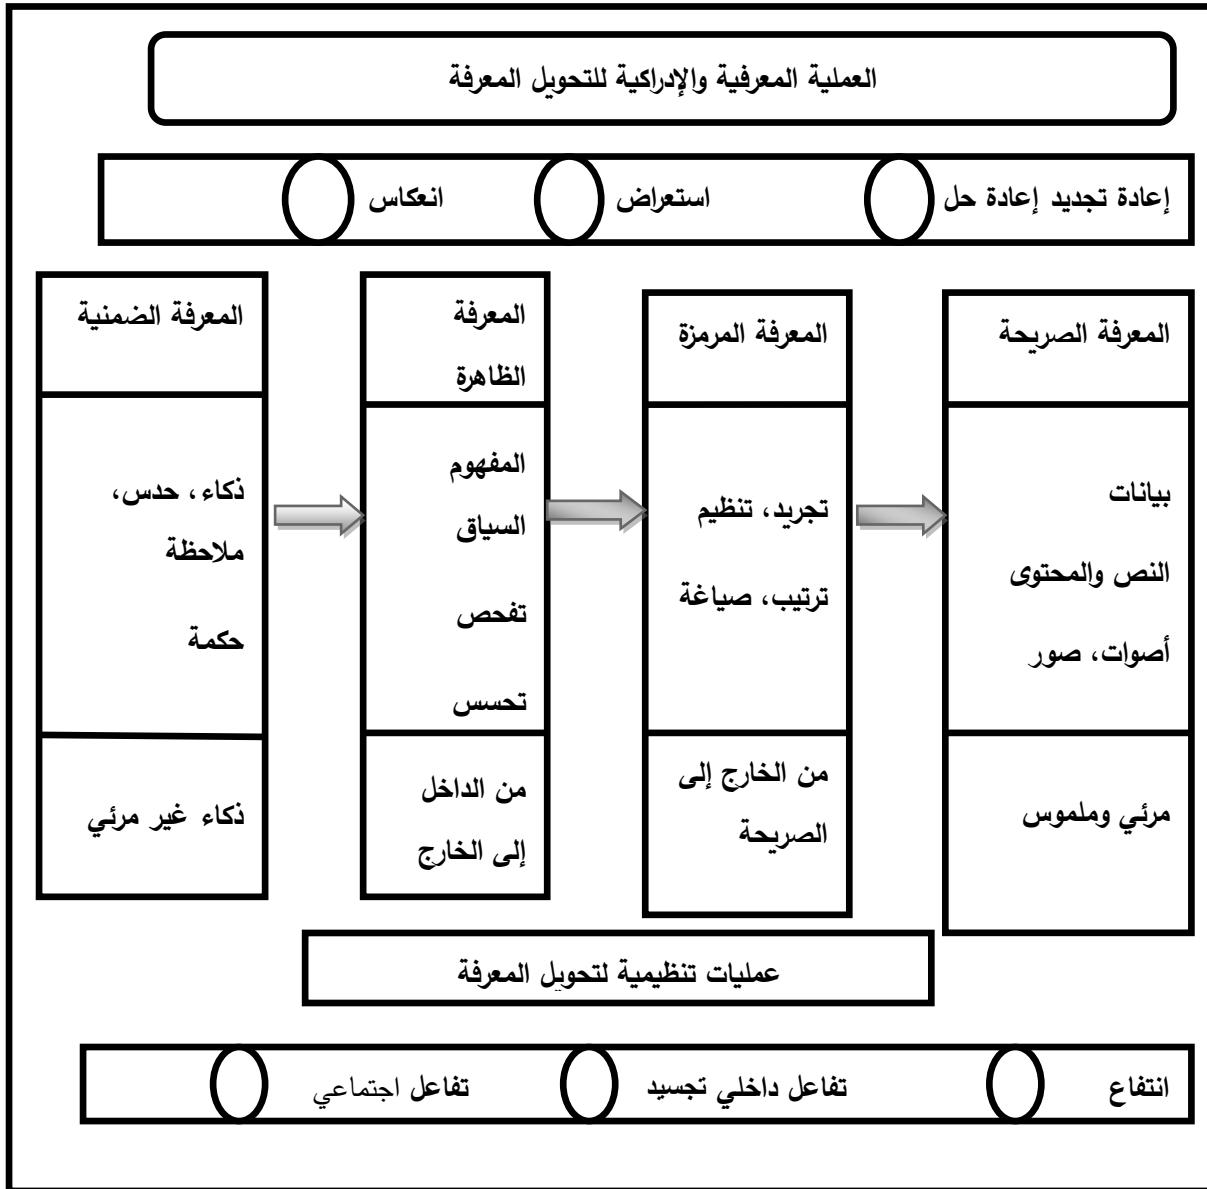 العملية المعرفية والإدراكية للتحويل المعرفة
إعادة تجديد إعادة حل
استعراض
انعكاس
المعرفة الصريحة
بيانات
النص والمحتوى
أصوات، صور
مرئي وملموس
المعرفة المرمزة
تجريد، تنظيم
ترتيب، صياغة
من الخارج إلى
الصريحة
المعرفة
الظاهرة
المفهوم
السياق
تفحص
تحسس
من الداخل
إلى الخارج
المعرفة الضمنية
ذكاء، حدس،
ملاحظة
حكمة
ذكاء غير مرئي
عمليات تنظيمية لتحويل المعرفة
انتفاع
تفاعل داخلي تجسيد
تفاعل اجتماعي